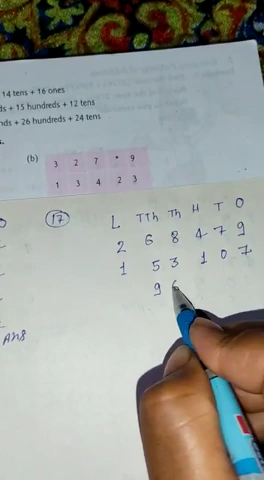 14 tens + 16 ones
ds + 15 hundreds + 12 tens
nds + 26 hundreds + 24 tens
(b)
3 2 7 * 9
1 3 4 2 3
17
L TTh Th H T O
2 6 8 4 7 9
1 5 3 1 0 7
9
Ans